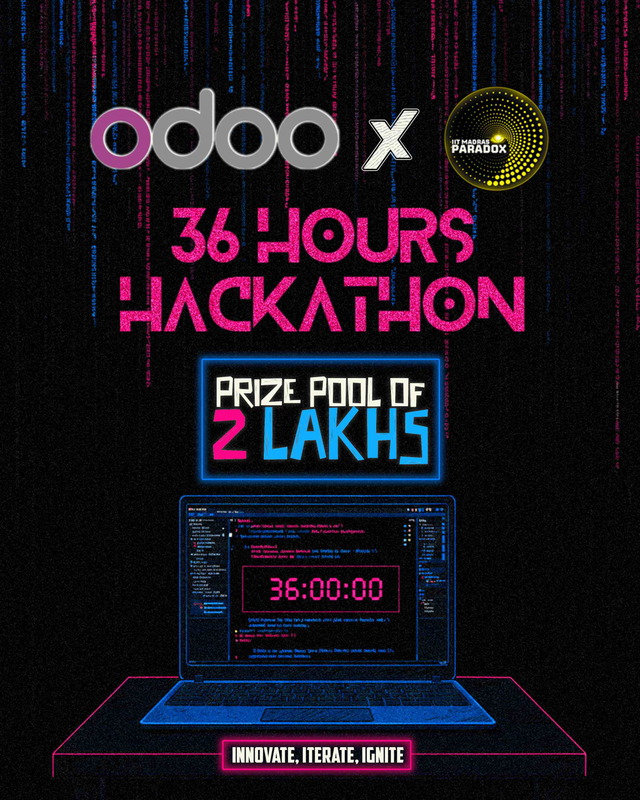 odoo X IIT MADRAS
PARADOX
36 HOURS
HACKATHON
PRIZE POOL OF
2 LAKHS
36:00:00
INNOVATE, ITERATE, IGNITE